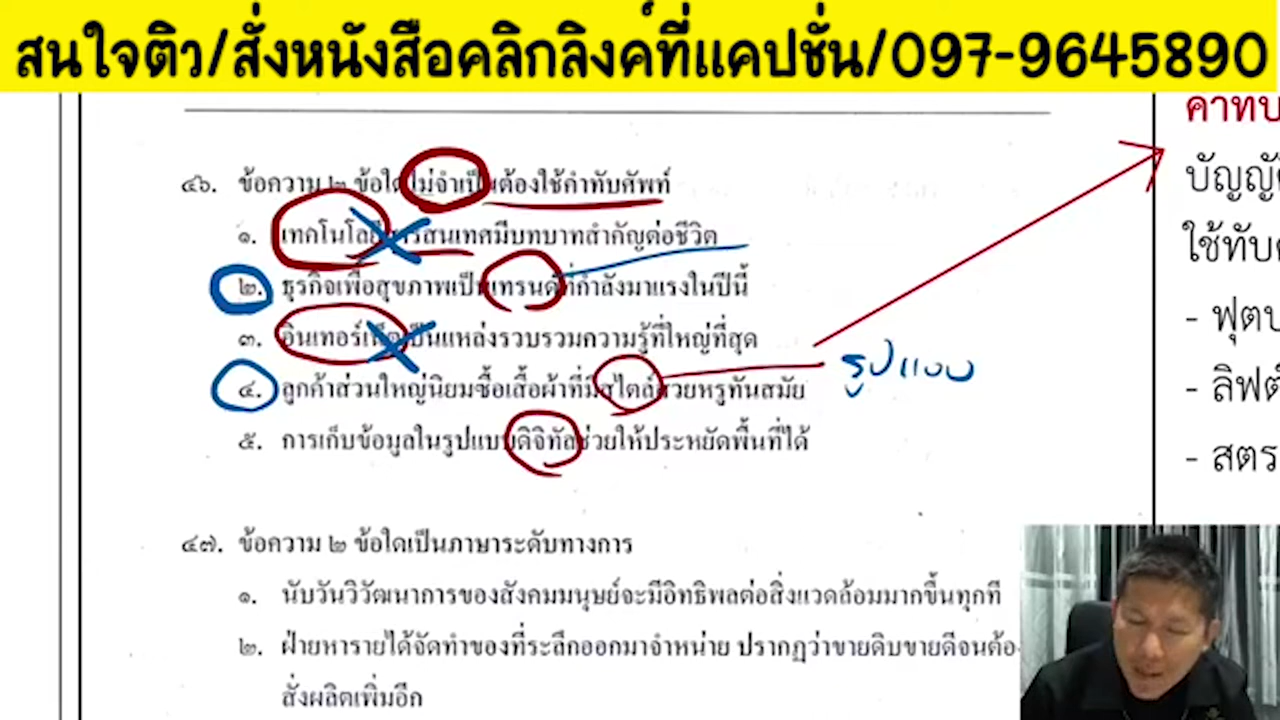 สนใจติว/สั่งหนังสือคลิกลิงค์ที่แคปชั่น/097-9645890
๔๖. ข้อความ ๒ ข้อใดไม่จำเป็นต้องใช้คำทับศัพท์
๑. เทคโนโลยีสารสนเทศมีบทบาทสำคัญต่อชีวิต
๒. ธุรกิจเพื่อสุขภาพเป็นเทรนด์ที่กำลังมาแรงในปีนี้
๓. อินเทอร์เน็ตเป็นแหล่งรวบรวมความรู้ที่ใหญ่ที่สุด
๔. ลูกค้าส่วนใหญ่นิยมซื้อเสื้อผ้าที่มีสไตล์สวยหรูทันสมัย
รูปแบบ
๕. การเก็บข้อมูลในรูปแบบดิจิทัลช่วยให้ประหยัดพื้นที่ได้
๔๗. ข้อความ ๒ ข้อใดเป็นภาษาระดับทางการ
๑. นับวันวิวัฒนาการของสังคมมนุษย์จะมีอิทธิพลต่อสิ่งแวดล้อมมากขึ้นทุกที
๒. ฝ่ายหารายได้จัดทำของที่ระลึกออกมาจำหน่าย ปรากฏว่าขายดิบขายดีจนต้อง
สั่งผลิตเพิ่มอีก
คำทับ
บัญญัต
ใช้ทับศ
- ฟุตบ
- ลิฟต์
- สตร